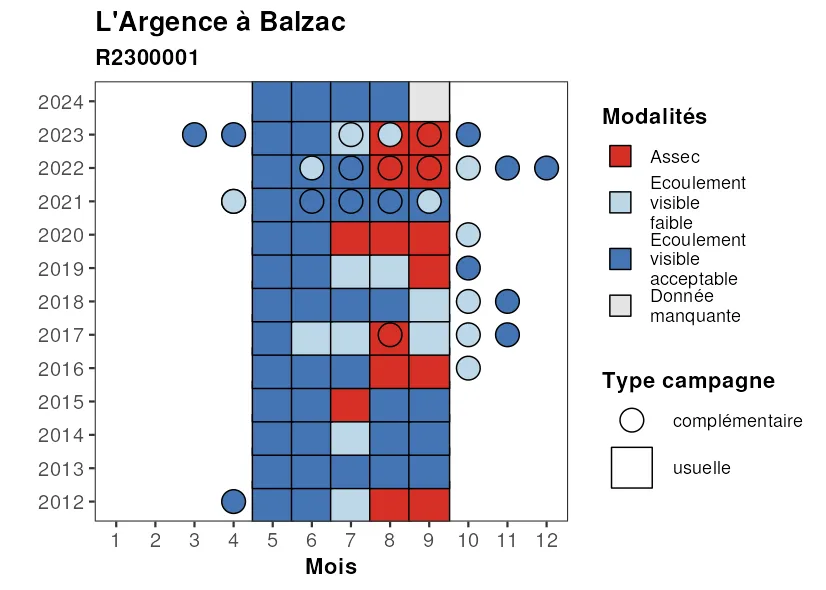 L'Argence à Balzac
R2300001
2024
2023
2022
2021
2020
2019
2018
2017
2016
2015
2014
2013
2012
1 2 3 4 5 6 7 8 9 10 11 12
Mois
Modalités
Assec
Ecoulement
visible
faible
Ecoulement
visible
acceptable
Donnée
manquante
Type campagne
complémentaire
usuelle